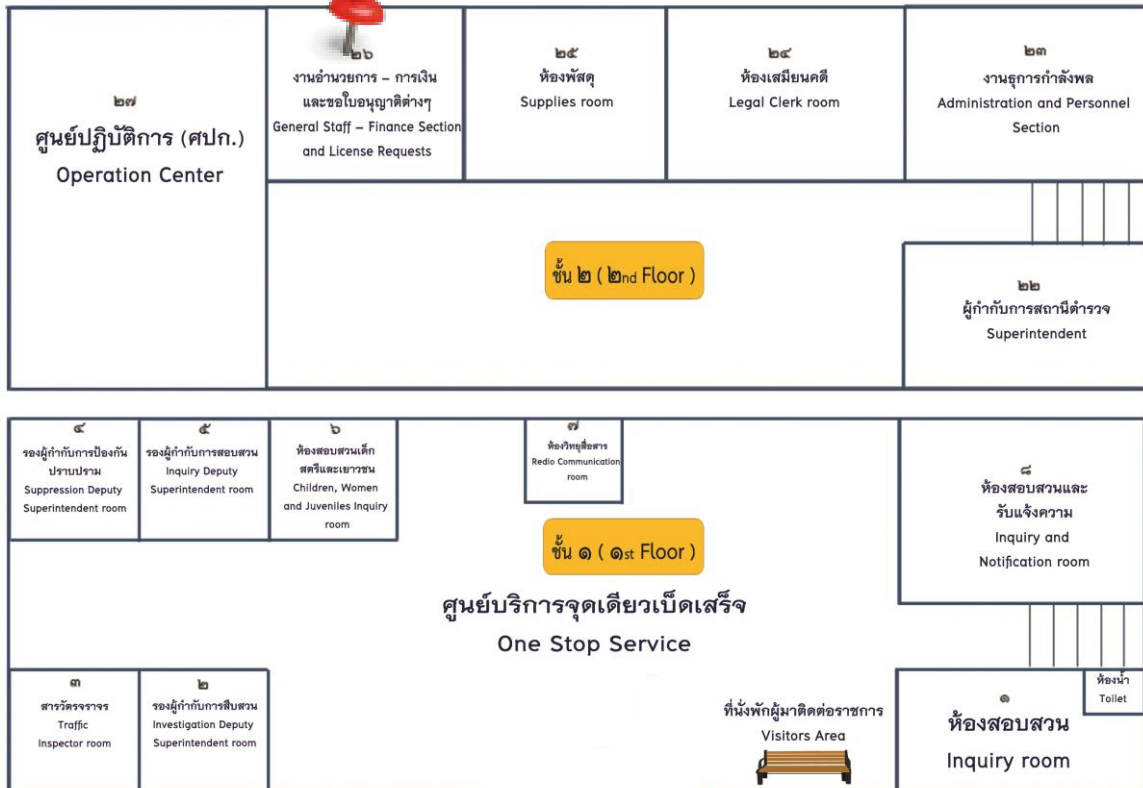 ๒๗
ศูนย์ปฏิบัติการ (ศปก.)
Operation Center
๒๖
งานอำนวยการ – การเงิน
และขอใบอนุญาติต่างๆ
General Staff – Finance Section
and License Requests
๒๕
ห้องพัสดุ
Supplies room
๒๔
ห้องเสมียนคดี
Legal Clerk room
๒๓
งานธุรการกำลังพล
Administration and Personnel
Section
ชั้น ๒ ( ๒nd Floor )
๒๒
ผู้กำกับการสถานีตำรวจ
Superintendent
๔
รองผู้กำกับการป้องกัน
ปราบปราม
Suppression Deputy
Superintendent room
๕
รองผู้กำกับการสอบสวน
Inquiry Deputy
Superintendent room
๖
ห้องสอบสวนเด็ก
สตรีและเยาวชน
Children, Women
and Juveniles Inquiry
room
๗
ห้องวิทยุสื่อสาร
Redio Communication
room
๘
ห้องสอบสวนและ
รับแจ้งความ
Inquiry and
Notification room
ชั้น ๑ ( ๑st Floor )
ศูนย์บริการจุดเดียวเบ็ดเสร็จ
One Stop Service
๓
สารวัตรจราจร
Traffic
Inspector room
๒
รองผู้กำกับการสืบสวน
Investigation Deputy
Superintendent room
ที่นั่งพักผู้มาติดต่อราชการ
Visitors Area
๑
ห้องสอบสวน
Inquiry room
ห้องน้ำ
Toilet